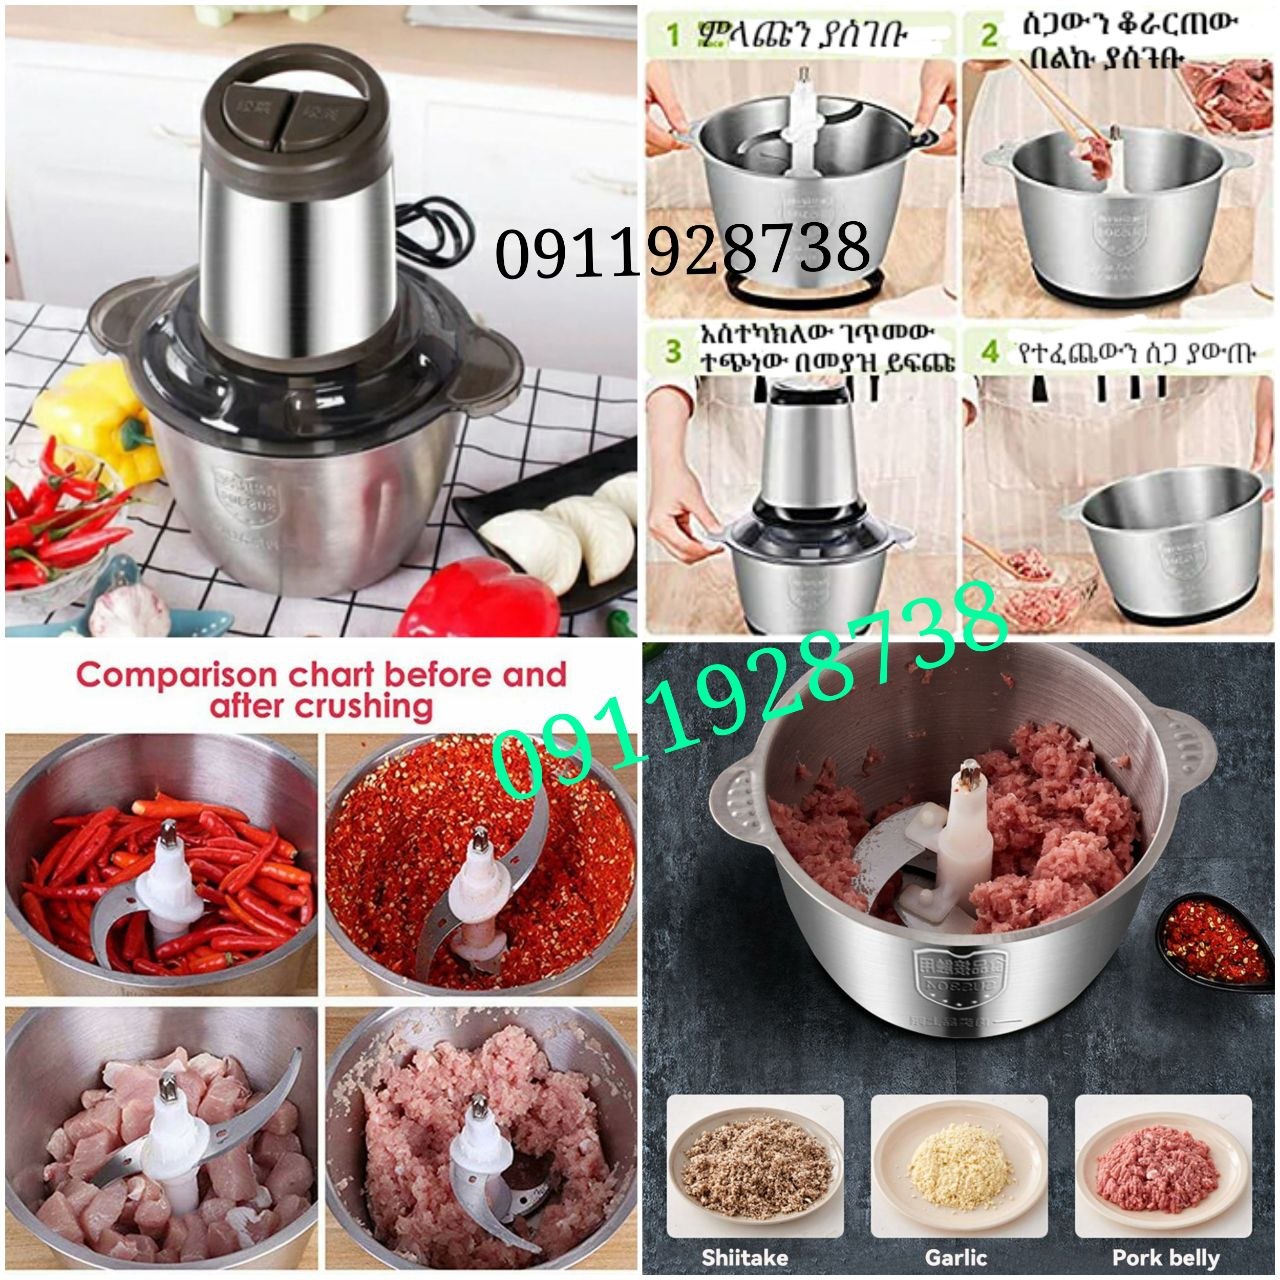 1 ምላጩን ያስገቡ
2 ስጋውን ቆራርጠው
በልኩ ያስገቡ
0911928738
3 አስተካክለው ገጥመው
ተጭነው በመያዝ ይፍጩ
4 የተፈጨውን ስጋ ያውጡ
0911928738
Comparison chart before and
after crushing
SUS304
Shiitake
Garlic
Pork belly